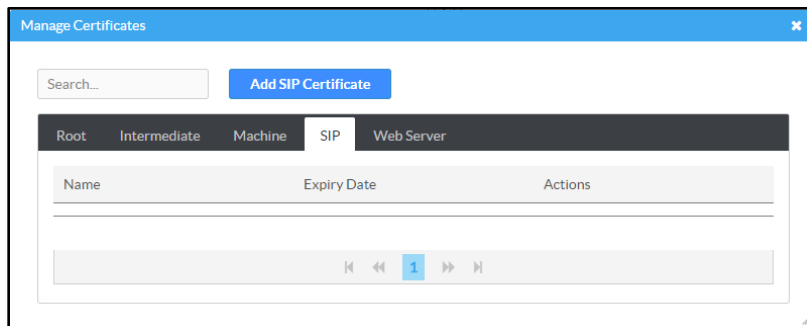 Manage Certificates
Search...
Add SIP Certificate
Root Intermediate Machine SIP Web Server
Name Expiry Date Actions
1